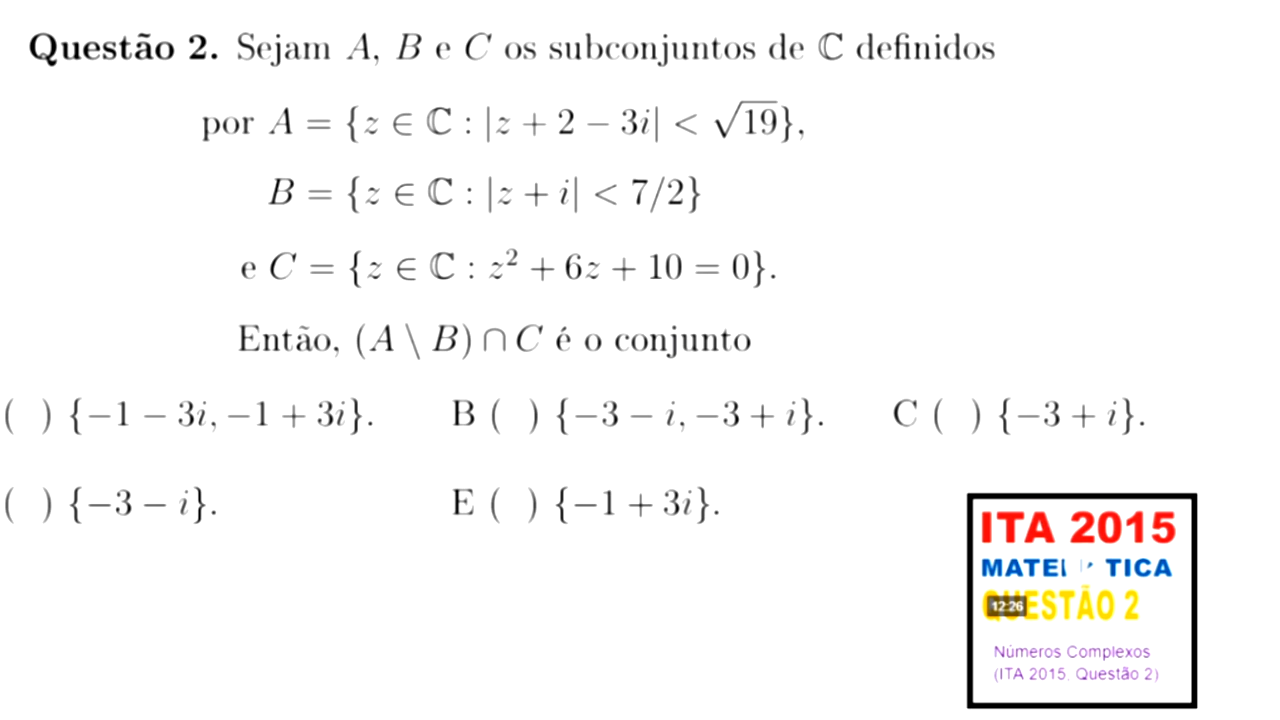 Questão 2. Sejam A, B e C os subconjuntos de ℂ definidos
por A = {z ∈ ℂ : |z + 2 − 3i| < √19},
B = {z ∈ ℂ : |z + i| < 7/2}
e C = {z ∈ ℂ : z² + 6z + 10 = 0}.
Então, (A \ B) ∩ C é o conjunto
( ) {−1 − 3i, −1 + 3i}. B ( ) {−3 − i, −3 + i}. C ( ) {−3 + i}.
( ) {−3 − i}. E ( ) {−1 + 3i}.
ITA 2015
QUESTÃO 2
12:26
Números Complexos
(ITA 2015. Questão 2)